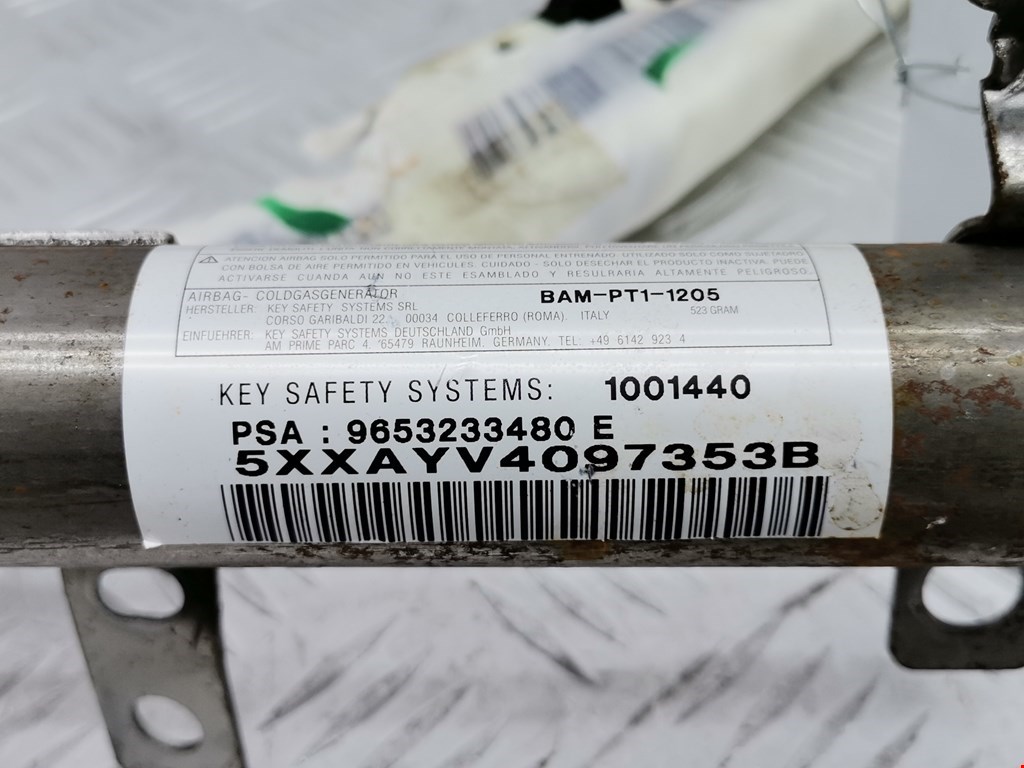 ⚠ ATENCION AIRBAG SOLO PERMITIDO PARA EL USO DE PERSONAL ENTRENADO. UTILIZADO SOLO COMO SUJETAGRO
CON BOLSA DE AIRE PERMITIDO EN VEHICULES. CUIDADO - SOLO DESECHAR EL PRODUCTO INACTIVA. PUEDE
ACTIVARSE CUANDO AUN NO ESTE ESAMBLADO Y RESULRARIA ALTAMENTE PELIGROSO.
AIRBAG- COLDGASGENERATOR BAM-PT1-1205
HERSTELLER: KEY SAFETY SYSTEMS SRL 523 GRAM
CORSO GARIBALDI 22. 00034 COLLEFERRO (ROMA). ITALY
EINFUEHRER: KEY SAFETY SYSTEMS DEUTSCHLAND GmbH
AM PRIME PARC 4. 65479 RAUNHEIM. GERMANY. TEL: +49 6142 923 4
KEY SAFETY SYSTEMS: 1001440
PSA : 9653233480 E
5XXAYV4097353B